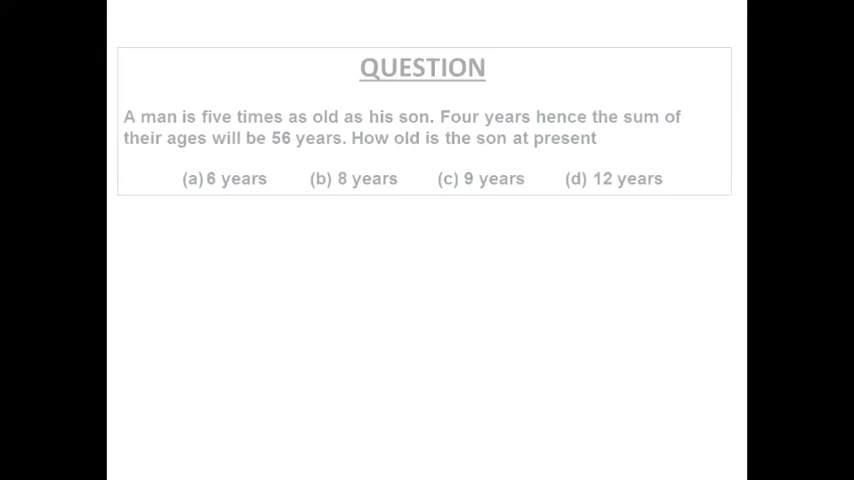 QUESTION
A man is five times as old as his son. Four years hence the sum of
their ages will be 56 years. How old is the son at present
(a) 6 years (b) 8 years (c) 9 years (d) 12 years